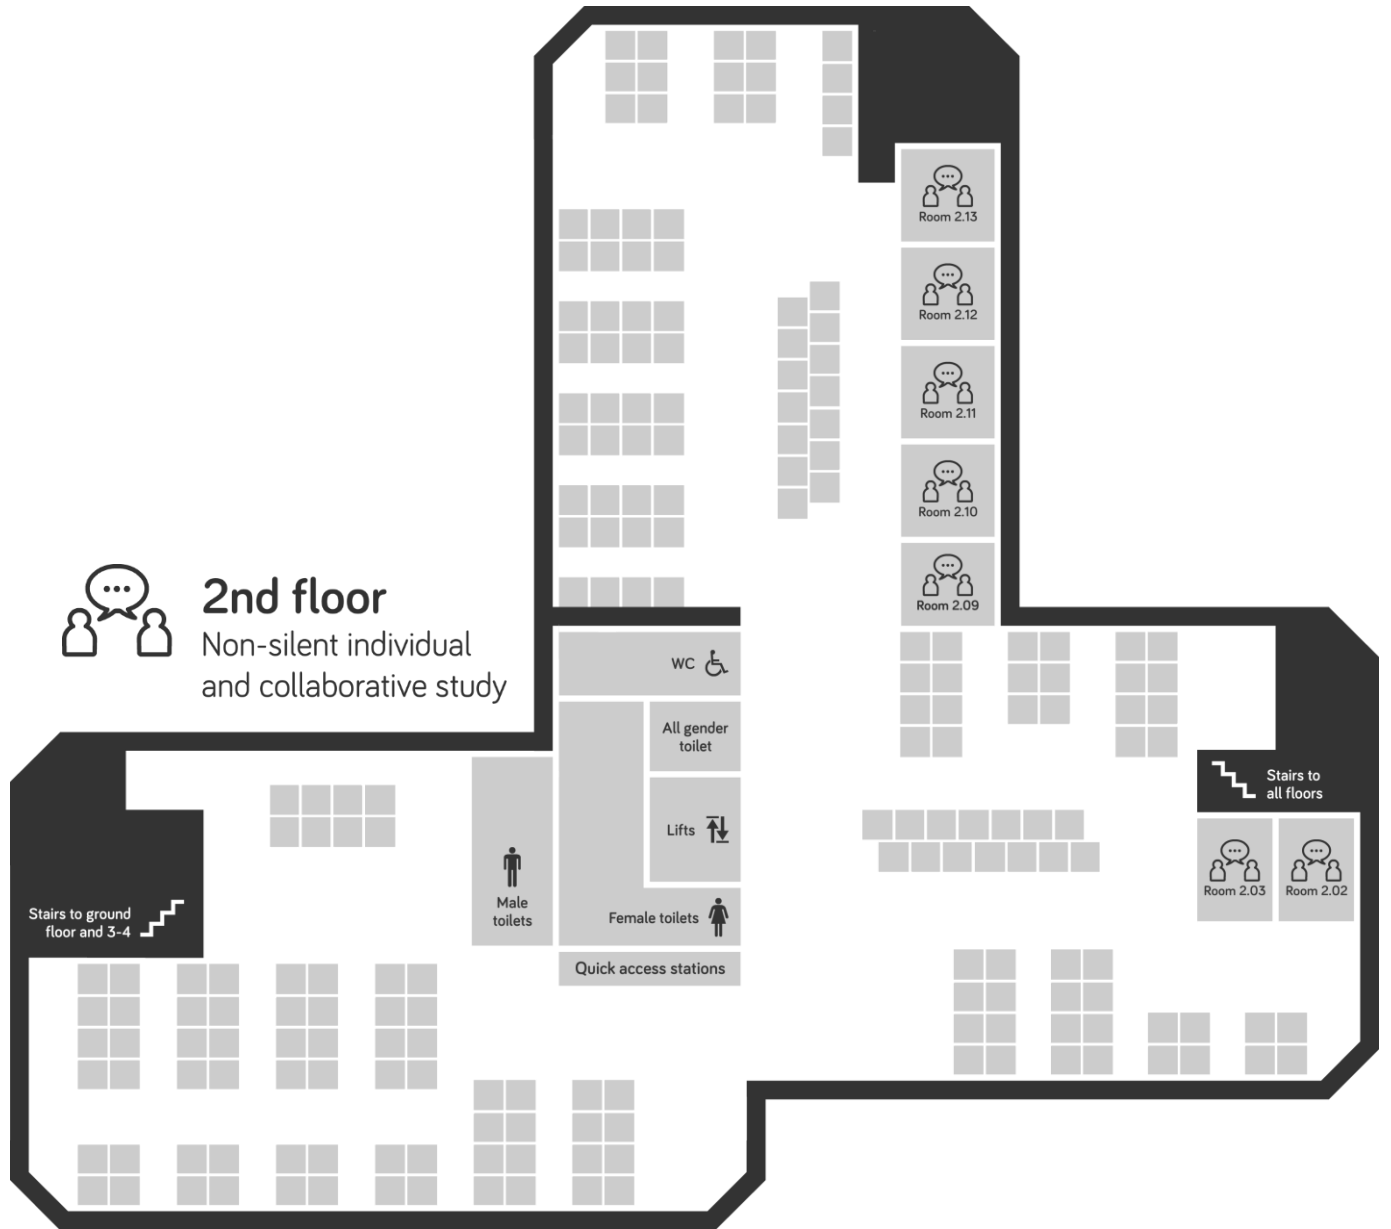 Room 2.13
Room 2.12
Room 2.11
Room 2.10
Room 2.09
2nd floor
Non-silent individual
and collaborative study
WC
All gender
toilet
Lifts
Male
toilets
Female toilets
Quick access stations
Stairs to
all floors
Room 2.03
Room 2.02
Stairs to ground
floor and 3-4